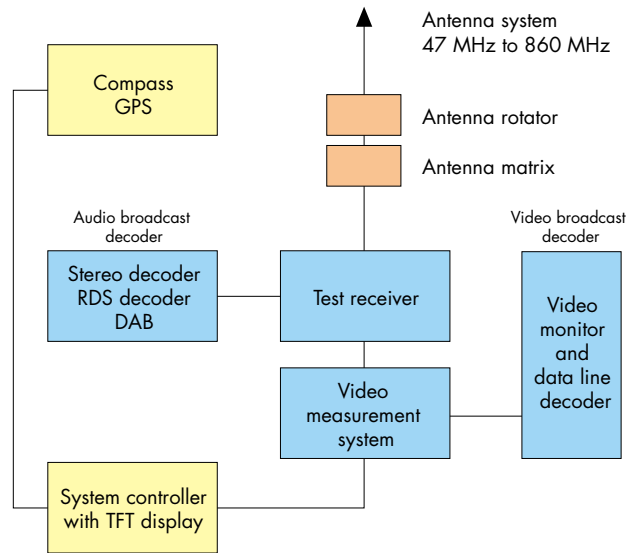 Antenna system
47 MHz to 860 MHz
Compass
GPS
Antenna rotator
Antenna matrix
Audio broadcast
decoder
Video broadcast
decoder
Stereo decoder
RDS decoder
DAB
Test receiver
Video
monitor
and
data line
decoder
Video
measurement
system
System controller
with TFT display